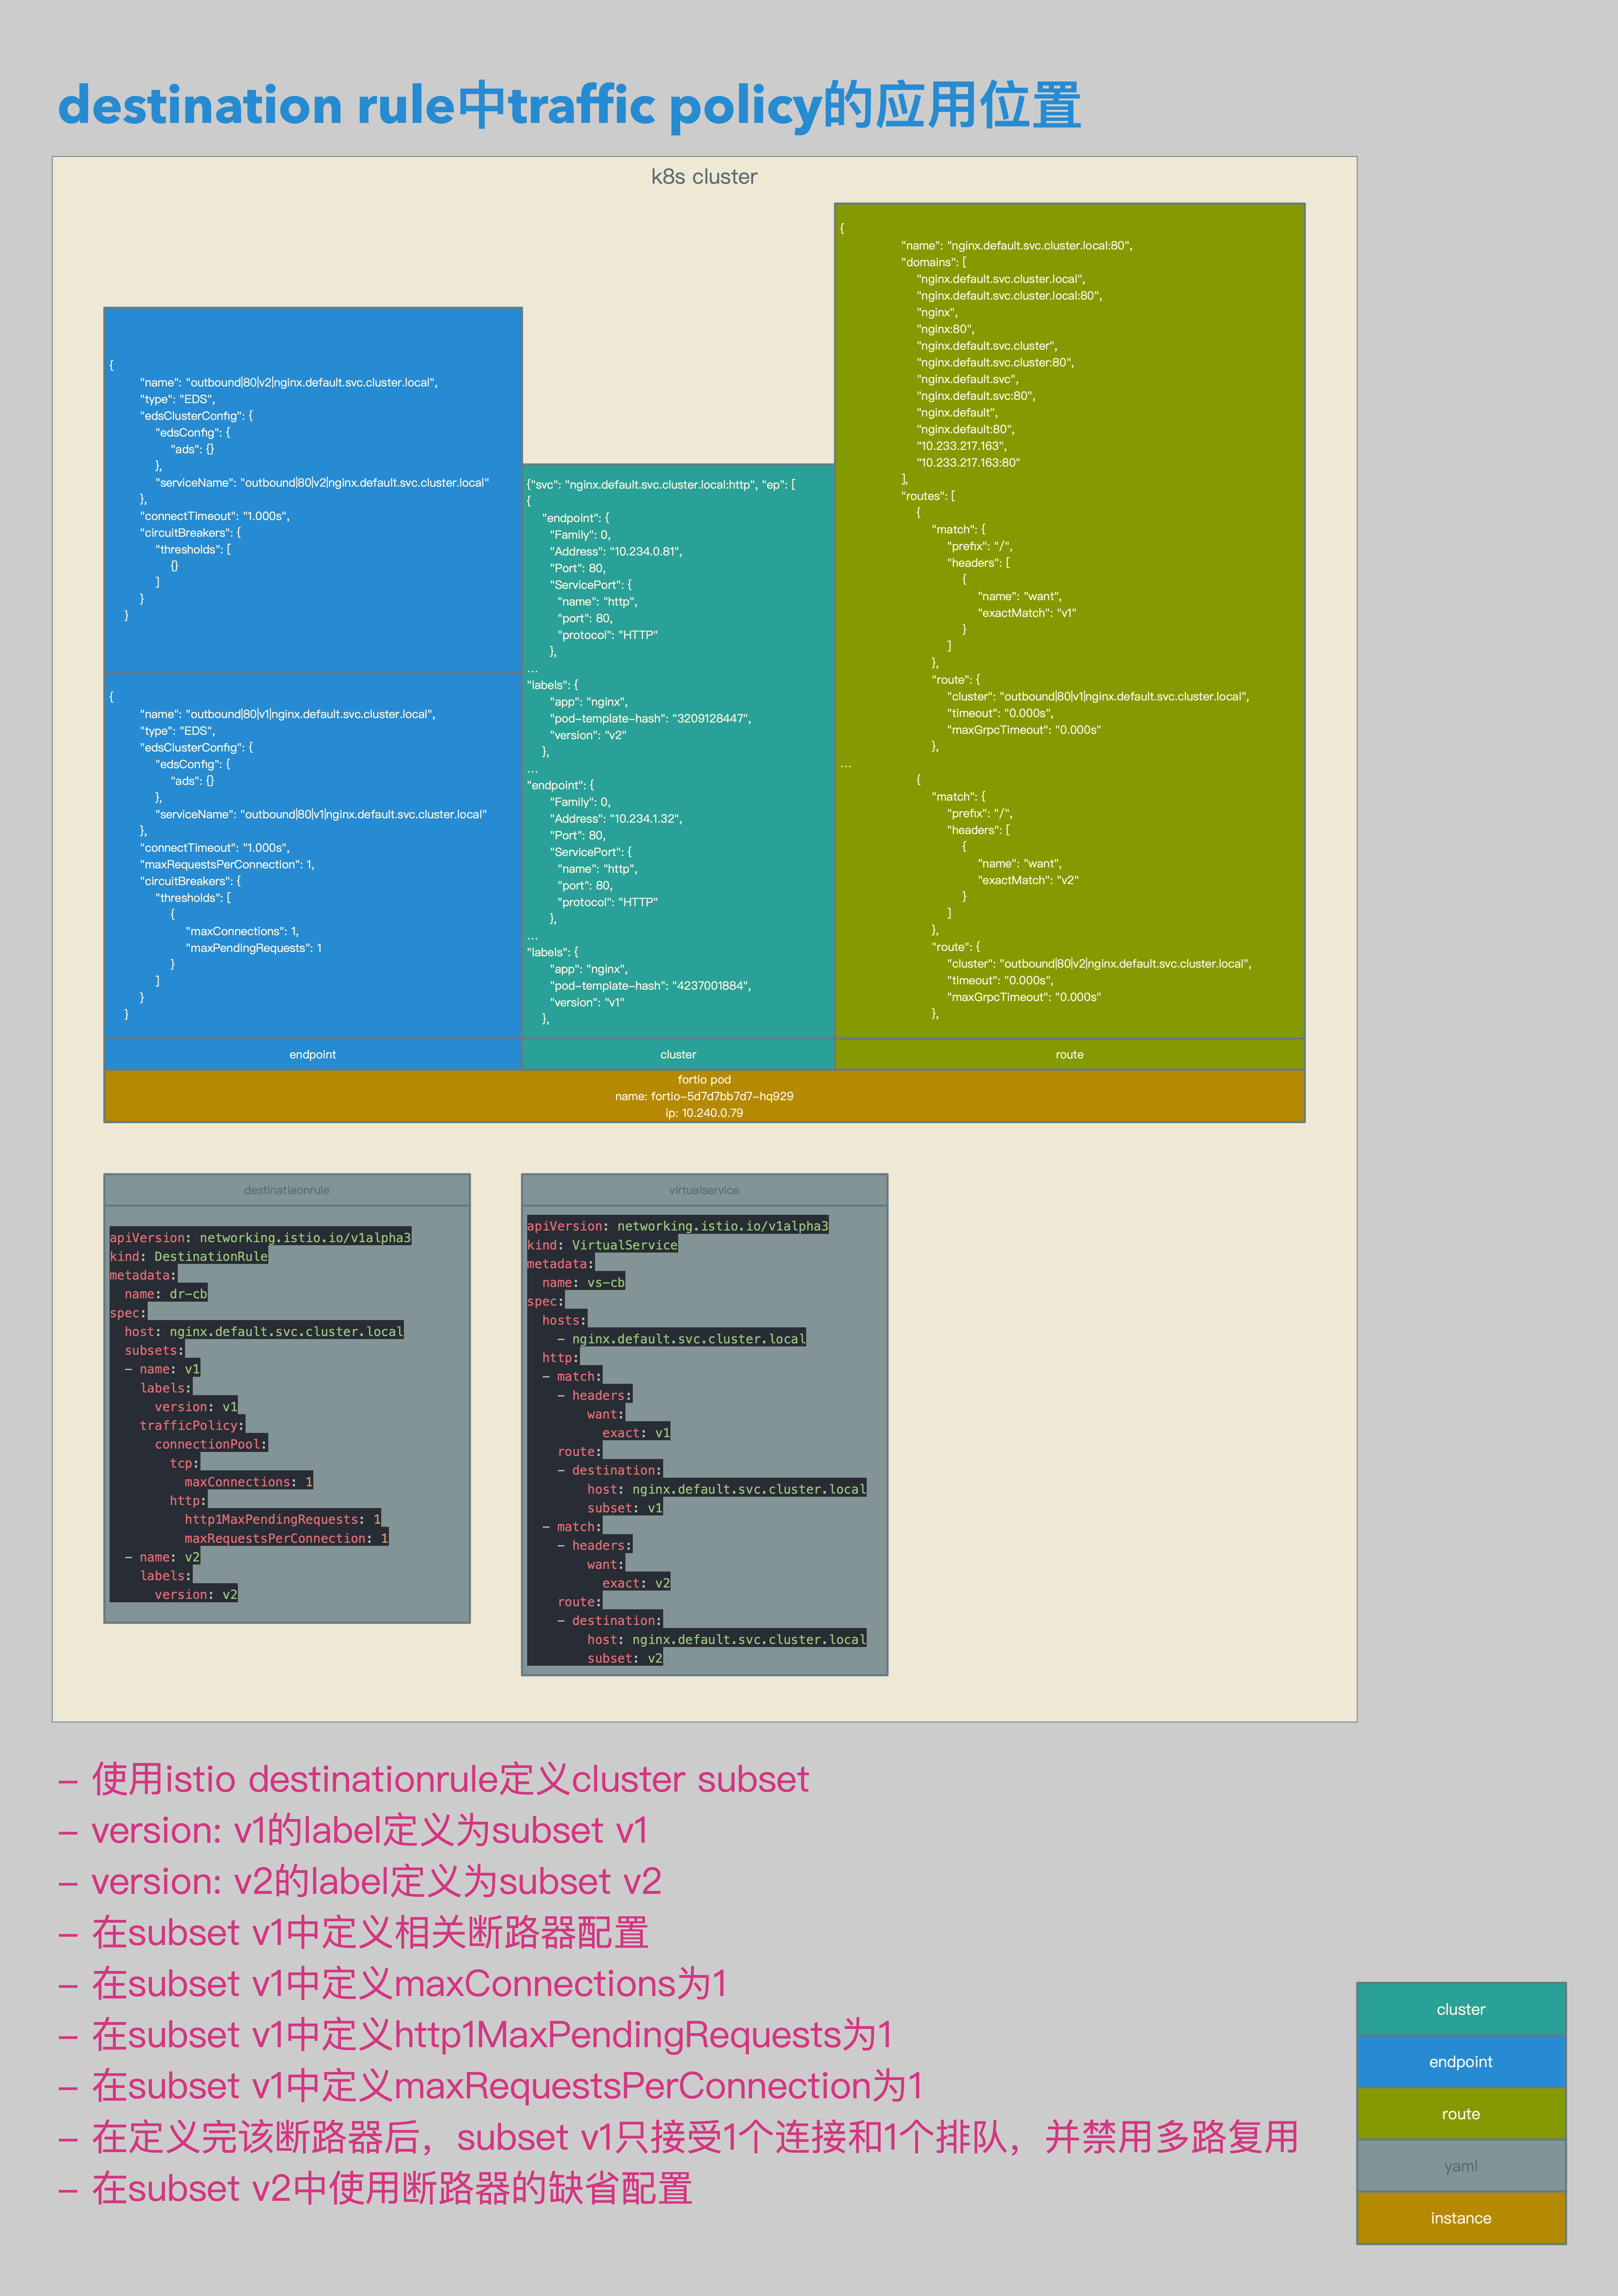 destination rule中traffic policy的应用位置
k8s cluster
{
"name": "outbound|80|v2|nginx.default.svc.cluster.local",
"type": "EDS",
"edsClusterConfig": {
"edsConfig": {
"ads": {}
},
"serviceName": "outbound|80|v2|nginx.default.svc.cluster.local"
},
"connectTimeout": "1.000s",
"circuitBreakers": {
"thresholds": [
{}
]
}
}
{
"name": "outbound|80|v1|nginx.default.svc.cluster.local",
"type": "EDS",
"edsClusterConfig": {
"edsConfig": {
"ads": {}
},
"serviceName": "outbound|80|v1|nginx.default.svc.cluster.local"
},
"connectTimeout": "1.000s",
"maxRequestsPerConnection": 1,
"circuitBreakers": {
"thresholds": [
{
"maxConnections": 1,
"maxPendingRequests": 1
}
]
}
}
endpoint
{"svc": "nginx.default.svc.cluster.local:http", "ep": [
{
"endpoint": {
"Family": 0,
"Address": "10.234.0.81",
"Port": 80,
"ServicePort": {
"name": "http",
"port": 80,
"protocol": "HTTP"
},
...
"labels": {
"app": "nginx",
"pod-template-hash": "3209128447",
"version": "v2"
},
...
"endpoint": {
"Family": 0,
"Address": "10.234.1.32",
"Port": 80,
"ServicePort": {
"name": "http",
"port": 80,
"protocol": "HTTP"
},
...
"labels": {
"app": "nginx",
"pod-template-hash": "4237001884",
"version": "v1"
},
cluster
{
"name": "nginx.default.svc.cluster.local:80",
"domains": [
"nginx.default.svc.cluster.local",
"nginx.default.svc.cluster.local:80",
"nginx",
"nginx:80",
"nginx.default.svc.cluster",
"nginx.default.svc.cluster:80",
"nginx.default.svc",
"nginx.default.svc:80",
"nginx.default",
"nginx.default:80",
"10.233.217.163",
"10.233.217.163:80"
],
"routes": [
{
"match": {
"prefix": "/",
"headers": [
{
"name": "want",
"exactMatch": "v1"
}
]
},
"route": {
"cluster": "outbound|80|v1|nginx.default.svc.cluster.local",
"timeout": "0.000s",
"maxGrpcTimeout": "0.000s"
},
...
{
"match": {
"prefix": "/",
"headers": [
{
"name": "want",
"exactMatch": "v2"
}
]
},
"route": {
"cluster": "outbound|80|v2|nginx.default.svc.cluster.local",
"timeout": "0.000s",
"maxGrpcTimeout": "0.000s"
},
route
fortio pod
name: fortio-5d7d7bb7d7-hq929
ip: 10.240.0.79
destinatiaonrule
apiVersion: networking.istio.io/v1alpha3
kind: DestinationRule
metadata:
name: dr-cb
spec:
host: nginx.default.svc.cluster.local
subsets:
- name: v1
labels:
version: v1
trafficPolicy:
connectionPool:
tcp:
maxConnections: 1
http:
http1MaxPendingRequests: 1
maxRequestsPerConnection: 1
- name: v2
labels:
version: v2
virtualservice
apiVersion: networking.istio.io/v1alpha3
kind: VirtualService
metadata:
name: vs-cb
spec:
hosts:
- nginx.default.svc.cluster.local
http:
- match:
- headers:
want:
exact: v1
route:
- destination:
host: nginx.default.svc.cluster.local
subset: v1
- match:
- headers:
want:
exact: v2
route:
- destination:
host: nginx.default.svc.cluster.local
subset: v2
- 使用istio destinationrule定义cluster subset
- version: v1的label定义为subset v1
- version: v2的label定义为subset v2
- 在subset v1中定义相关断路器配置
- 在subset v1中定义maxConnections为1
- 在subset v1中定义http1MaxPendingRequests为1
- 在subset v1中定义maxRequestsPerConnection为1
- 在定义完该断路器后，subset v1只接受1个连接和1个排队，并禁用多路复用
- 在subset v2中使用断路器的缺省配置
cluster
endpoint
route
yaml
instance